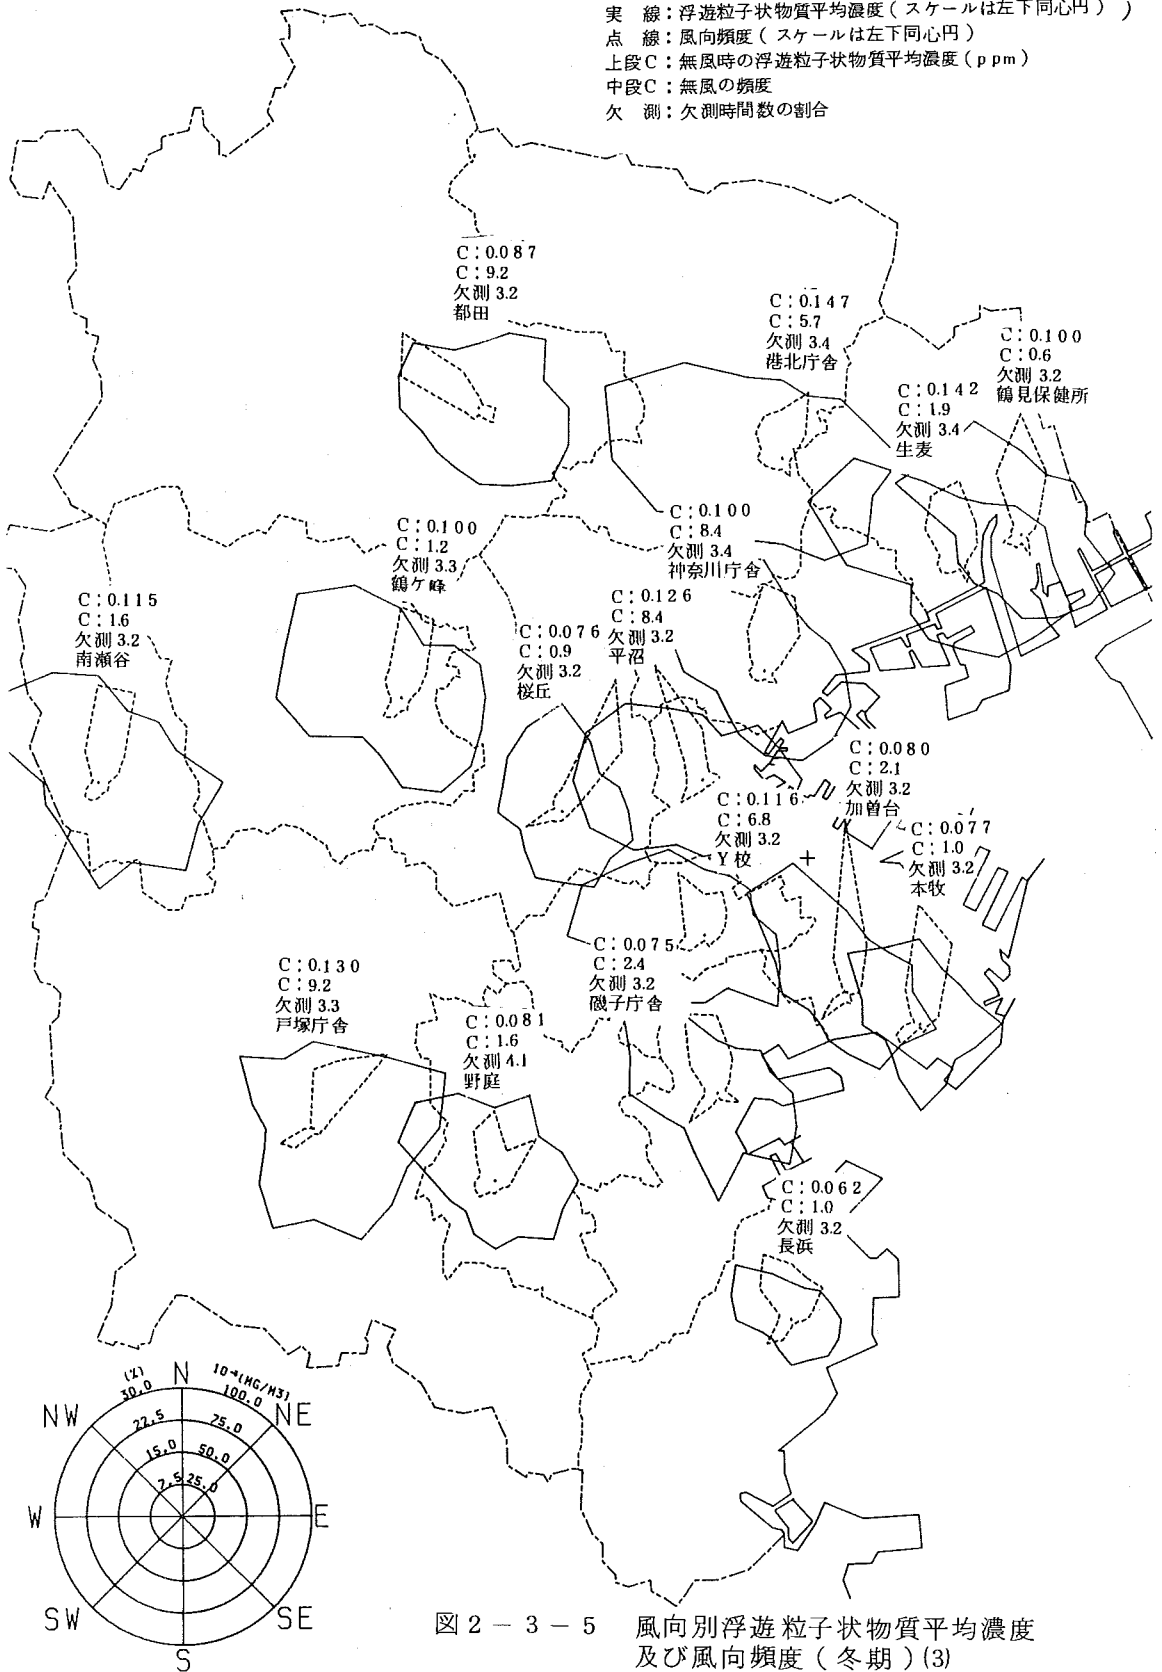 実　線：浮遊粒子状物質平均濃度（スケールは左下同心円）
点　線：風向頻度（スケールは左下同心円）
上段C：無風時の浮遊粒子状物質平均濃度（ppm）
中段C：無風の頻度
欠　測：欠測時間数の割合
C：0.087
C：9.2
欠測 3.2
都田
C：0.147
C：5.7
欠測 3.4
港北庁舎
C：0.100
C：0.6
欠測 3.2
鶴見保健所
C：0.142
C：1.9
欠測 3.4
生麦
C：0.100
C：8.4
欠測 3.4
神奈川庁舎
C：0.100
C：1.2
欠測 3.3
鶴ケ峰
C：0.115
C：1.6
欠測 3.2
南瀬谷
C：0.126
C：8.4
欠測 3.2
平沼
C：0.076
C：0.9
欠測 3.2
桜丘
C：0.080
C：2.1
欠測 3.2
加曽台
C：0.116
C：6.8
欠測 3.2
Y校
C：0.077
C：1.0
欠測 3.2
本牧
C：0.075
C：2.4
欠測 3.2
磯子庁舎
C：0.130
C：9.2
欠測 3.3
戸塚庁舎
C：0.081
C：1.6
欠測 4.1
野庭
C：0.062
C：1.0
欠測 3.2
長浜
(%) N (MG/M3)
30.0 100.0
NW 22.5 75.0 NE
15.0 50.0
7.5 25.0
W E
SW SE
S
図2－3－5　風向別浮遊粒子状物質平均濃度
及び風向頻度（冬期）(3)